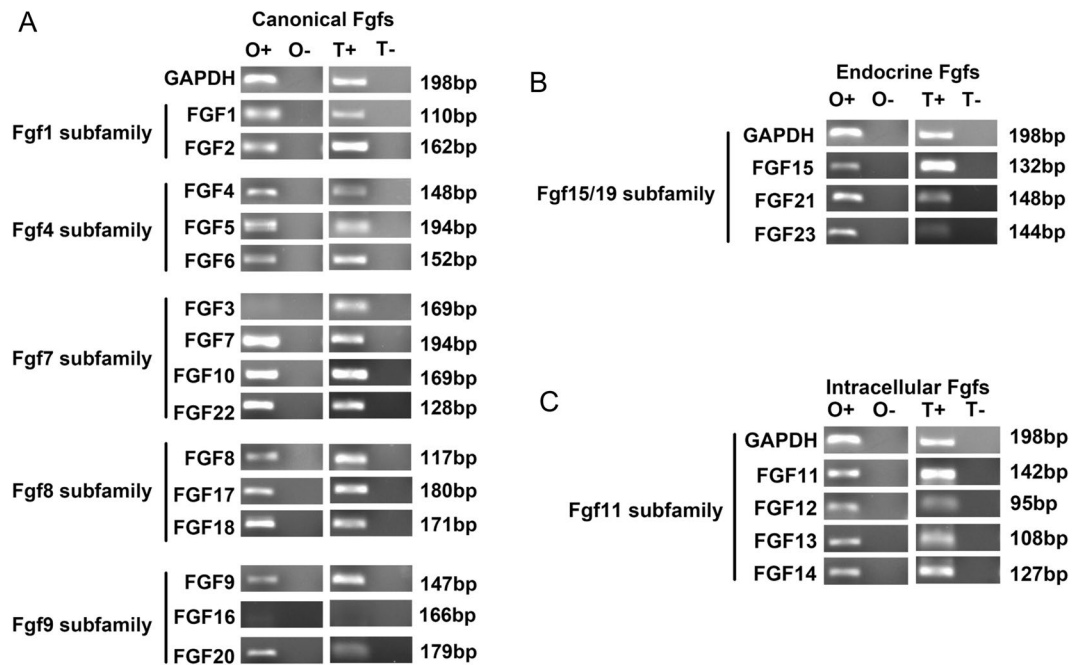 A
Canonical Fgfs
O+ O- T+ T-
GAPDH 198bp
Fgf1 subfamily
FGF1 110bp
FGF2 162bp
Fgf4 subfamily
FGF4 148bp
FGF5 194bp
FGF6 152bp
Fgf7 subfamily
FGF3 169bp
FGF7 194bp
FGF10 169bp
FGF22 128bp
Fgf8 subfamily
FGF8 117bp
FGF17 180bp
FGF18 171bp
Fgf9 subfamily
FGF9 147bp
FGF16 166bp
FGF20 179bp
B
Endocrine Fgfs
O+ O- T+ T-
Fgf15/19 subfamily
GAPDH 198bp
FGF15 132bp
FGF21 148bp
FGF23 144bp
C
Intracellular Fgfs
O+ O- T+ T-
Fgf11 subfamily
GAPDH 198bp
FGF11 142bp
FGF12 95bp
FGF13 108bp
FGF14 127bp